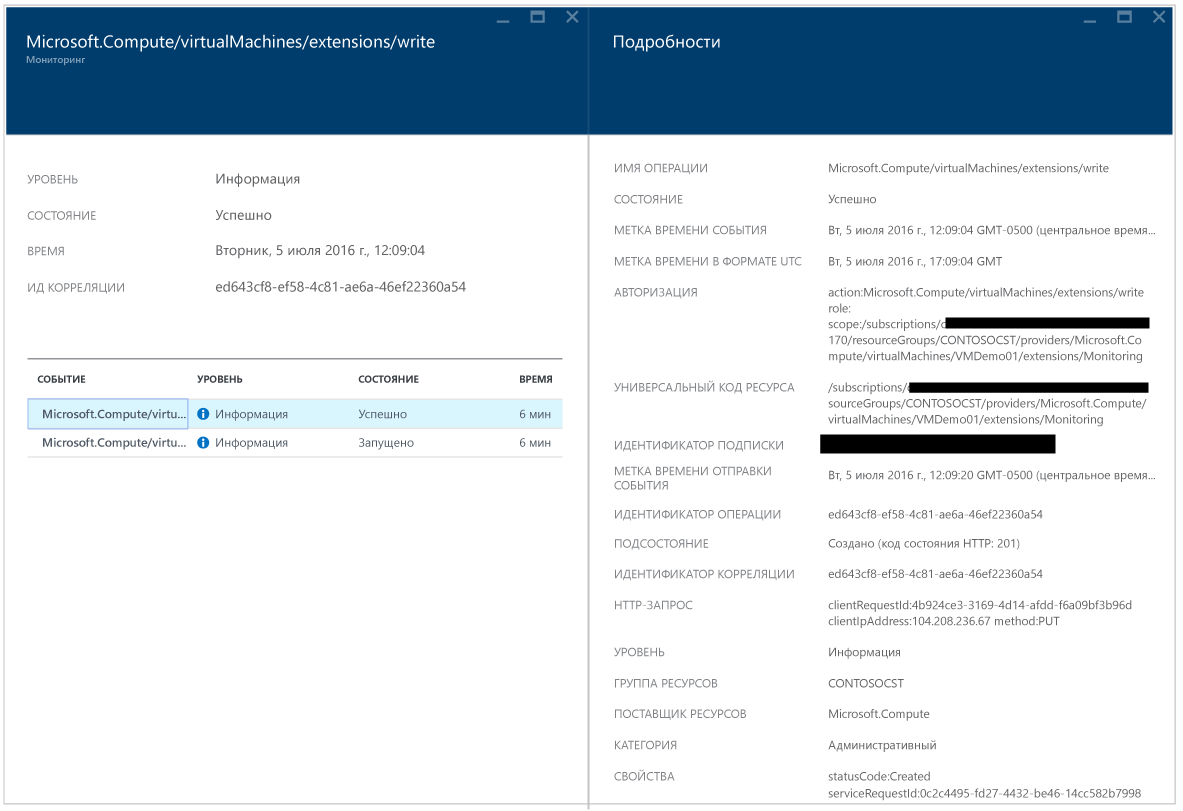 Microsoft.Compute/virtualMachines/extensions/write
Мониторинг
УРОВЕНЬ Информация
СОСТОЯНИЕ Успешно
ВРЕМЯ Вторник, 5 июля 2016 г., 12:09:04
ИД КОРРЕЛЯЦИИ ed643cf8-ef58-4c81-ae6a-46ef22360a54
СОБЫТИЕ УРОВЕНЬ СОСТОЯНИЕ ВРЕМЯ
Microsoft.Compute/virtu... Информация Успешно 6 мин
Microsoft.Compute/virtu... Информация Запущено 6 мин
Подробности
ИМЯ ОПЕРАЦИИ Microsoft.Compute/virtualMachines/extensions/write
СОСТОЯНИЕ Успешно
МЕТКА ВРЕМЕНИ СОБЫТИЯ Вт, 5 июля 2016 г., 12:09:04 GMT-0500 (центральное время...
МЕТКА ВРЕМЕНИ В ФОРМАТЕ UTC Вт, 5 июля 2016 г., 17:09:04 GMT
АВТОРИЗАЦИЯ action:Microsoft.Compute/virtualMachines/extensions/write
role:
scope:/subscriptions/
170/resourceGroups/CONTOSOCST/providers/Microsoft.Co
mpute/virtualMachines/VMDemo01/extensions/Monitoring
УНИВЕРСАЛЬНЫЙ КОД РЕСУРСА /subscriptions/
sourceGroups/CONTOSOCST/providers/Microsoft.Compute/
virtualMachines/VMDemo01/extensions/Monitoring
ИДЕНТИФИКАТОР ПОДПИСКИ
МЕТКА ВРЕМЕНИ ОТПРАВКИ
СОБЫТИЯ Вт, 5 июля 2016 г., 12:09:20 GMT-0500 (центральное время...
ИДЕНТИФИКАТОР ОПЕРАЦИИ ed643cf8-ef58-4c81-ae6a-46ef22360a54
ПОДСОСТОЯНИЕ Создано (код состояния HTTP: 201)
ИДЕНТИФИКАТОР КОРРЕЛЯЦИИ ed643cf8-ef58-4c81-ae6a-46ef22360a54
HTTP-ЗАПРОС clientRequestId:4b924ce3-3169-4d14-afdd-f6a09bf3b96d
clientIpAddress:104.208.236.67 method:PUT
УРОВЕНЬ Информация
ГРУППА РЕСУРСОВ CONTOSOCST
ПОСТАВЩИК РЕСУРСОВ Microsoft.Compute
КАТЕГОРИЯ Административный
СВОЙСТВА statusCode:Created
serviceRequestId:0c2c4495-fd27-4432-be46-14cc582b7998